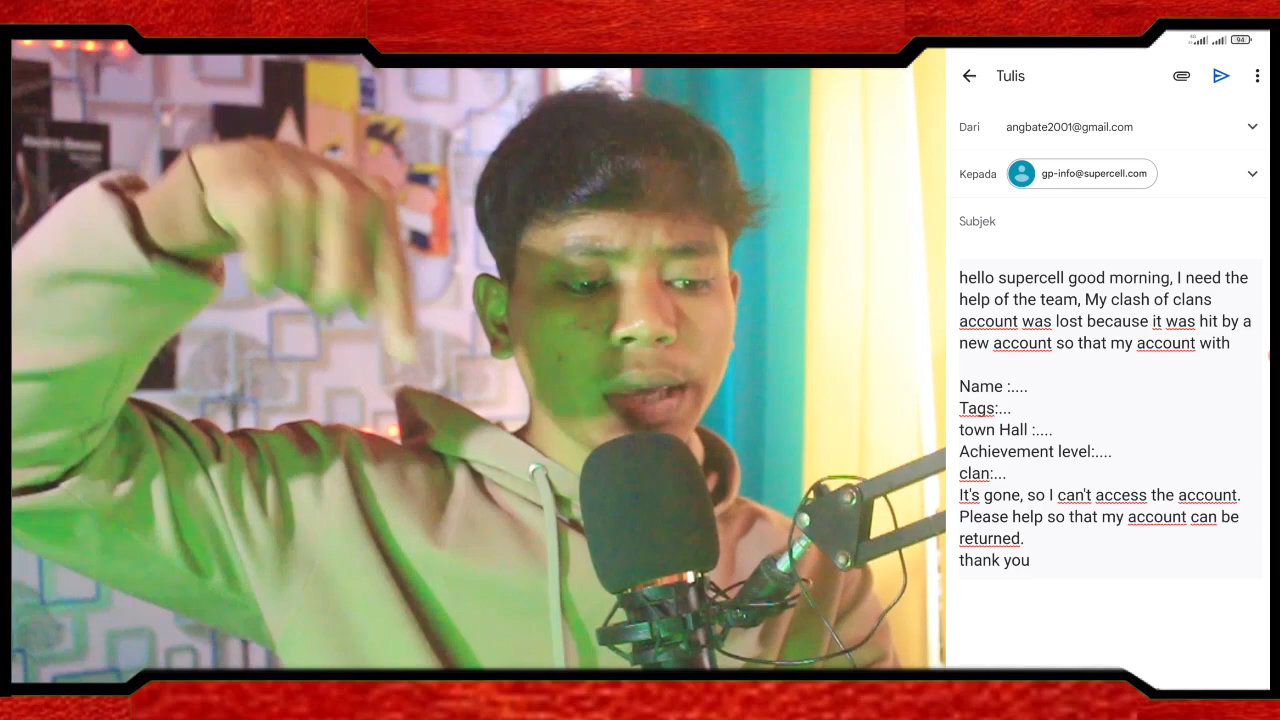 94
Tulis
Dari angbate2001@gmail.com
Kepada gp-info@supercell.com
Subjek
hello supercell good morning, I need the
help of the team, My clash of clans
account was lost because it was hit by a
new account so that my account with
Name :....
Tags:...
town Hall :....
Achievement level:....
clan:...
It's gone, so I can't access the account.
Please help so that my account can be
returned.
thank you